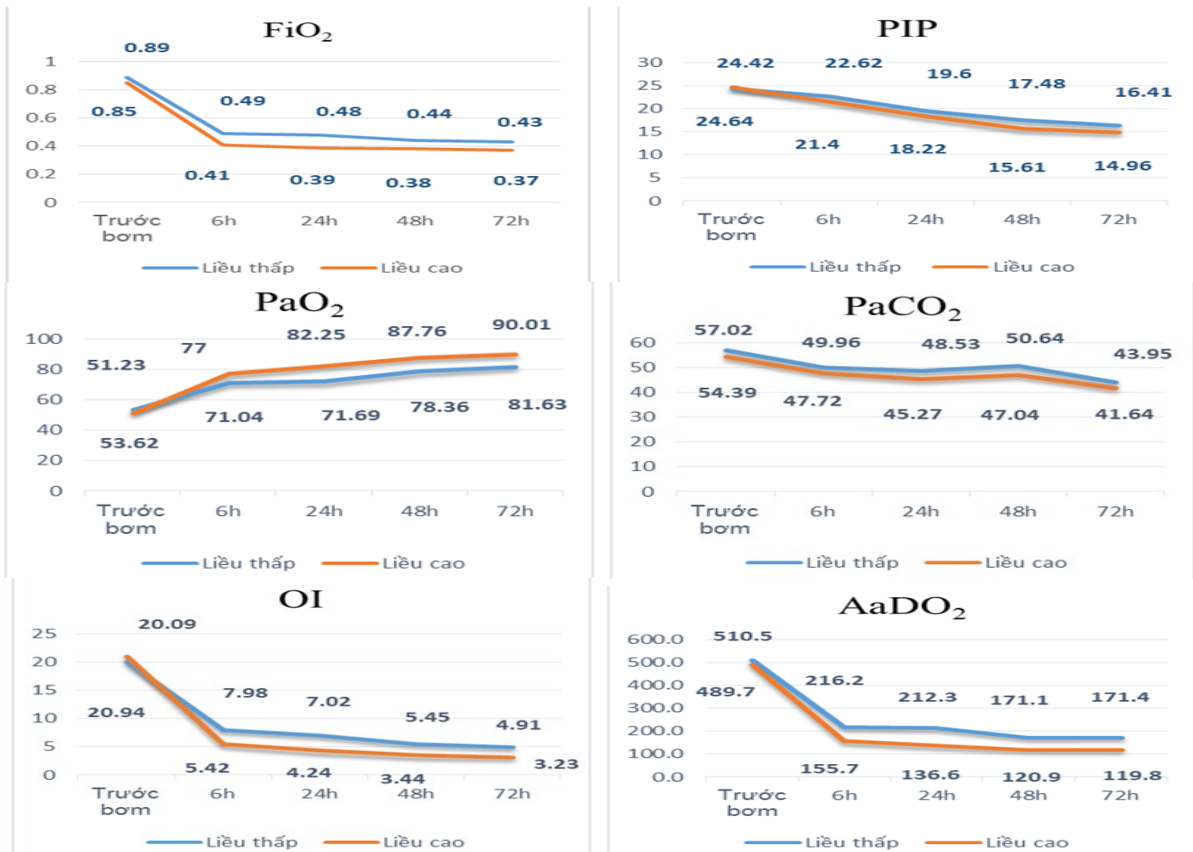 FiO₂
0.89
0.49
0.48
0.44
0.43
0.85
0.41
0.39
0.38
0.37
1
0.8
0.6
0.4
0.2
0
Trước bơm
6h
24h
48h
72h
Liều thấp
Liều cao
PIP
24.42
22.62
19.6
17.48
16.41
24.64
21.4
18.22
15.61
14.96
30
25
20
15
10
5
0
Trước bơm
6h
24h
48h
72h
Liều thấp
Liều cao
PaO₂
51.23
77
82.25
87.76
90.01
53.62
71.04
71.69
78.36
81.63
100
80
60
40
20
0
Trước bơm
6h
24h
48h
72h
Liều thấp
Liều cao
PaCO₂
57.02
49.96
48.53
50.64
43.95
54.39
47.72
45.27
47.04
41.64
60
50
40
30
20
10
0
Trước bơm
6h
24h
48h
72h
Liều thấp
Liều cao
OI
20.09
7.98
7.02
5.45
4.91
20.94
5.42
4.24
3.44
3.23
25
20
15
10
5
0
Trước bơm
6h
24h
48h
72h
Liều thấp
Liều cao
AaDO₂
510.5
216.2
212.3
171.1
171.4
489.7
155.7
136.6
120.9
119.8
600.0
500.0
400.0
300.0
200.0
100.0
0.0
Trước bơm
6h
24h
48h
72h
Liều thấp
Liều cao